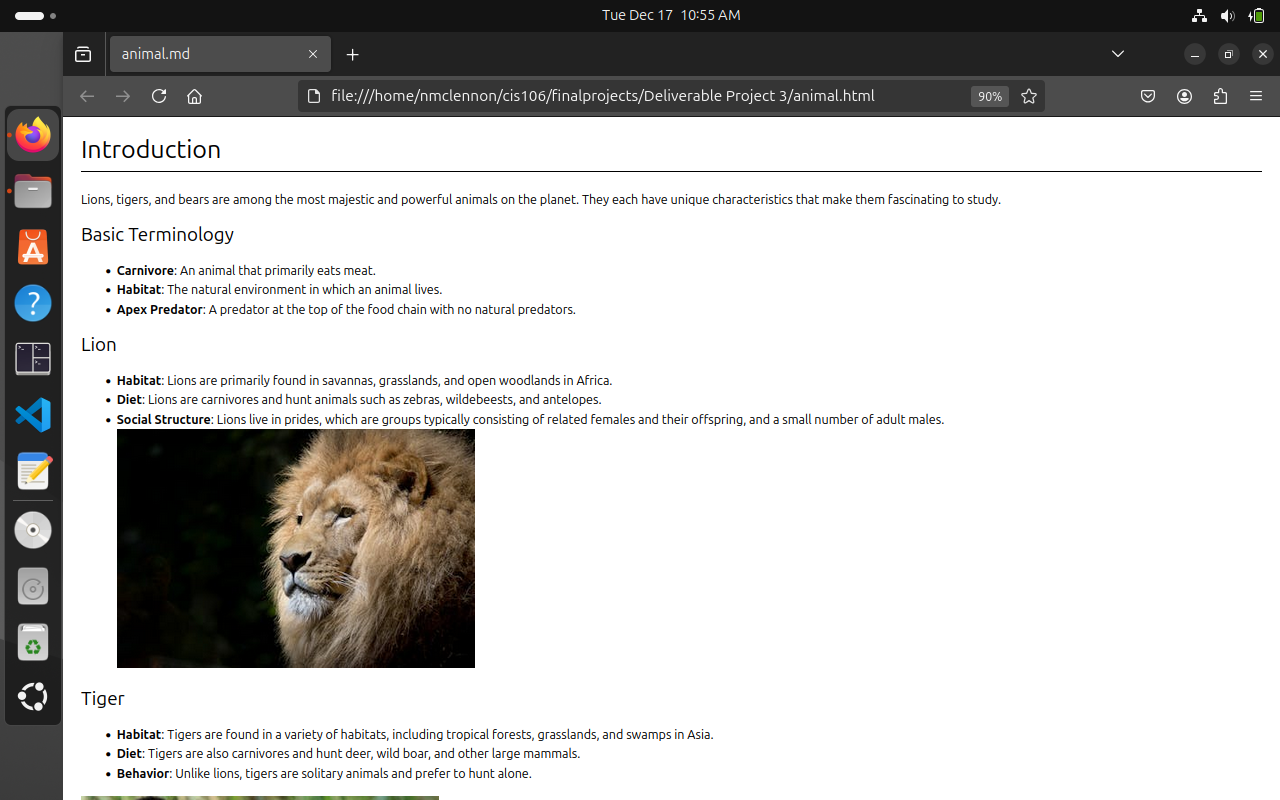 Tue Dec 17 10:55 AM
animal.md
file:///home/nmclennon/cis106/finalprojects/Deliverable Project 3/animal.html
90%
Introduction
Lions, tigers, and bears are among the most majestic and powerful animals on the planet. They each have unique characteristics that make them fascinating to study.
Basic Terminology
• Carnivore: An animal that primarily eats meat.
• Habitat: The natural environment in which an animal lives.
• Apex Predator: A predator at the top of the food chain with no natural predators.
Lion
• Habitat: Lions are primarily found in savannas, grasslands, and open woodlands in Africa.
• Diet: Lions are carnivores and hunt animals such as zebras, wildebeests, and antelopes.
• Social Structure: Lions live in prides, which are groups typically consisting of related females and their offspring, and a small number of adult males.
Tiger
• Habitat: Tigers are found in a variety of habitats, including tropical forests, grasslands, and swamps in Asia.
• Diet: Tigers are also carnivores and hunt deer, wild boar, and other large mammals.
• Behavior: Unlike lions, tigers are solitary animals and prefer to hunt alone.